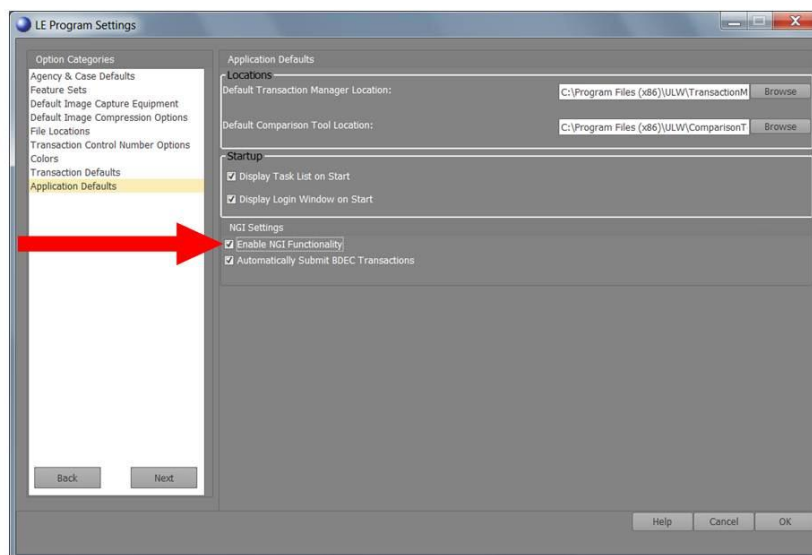 LE Program Settings
Option Categories
Agency & Case Defaults
Feature Sets
Default Image Capture Equipment
Default Image Compression Options
File Locations
Transaction Control Number Options
Colors
Transaction Defaults
Application Defaults
Back Next
Application Defaults
Locations
Default Transaction Manager Location: C:\Program Files (x86)\ULW\TransactionM Browse
Default Comparison Tool Location: C:\Program Files (x86)\ULW\ComparisonT Browse
Startup
Display Task List on Start
Display Login Window on Start
NGI Settings
Enable NGI Functionality
Automatically Submit BDEC Transactions
Help Cancel OK